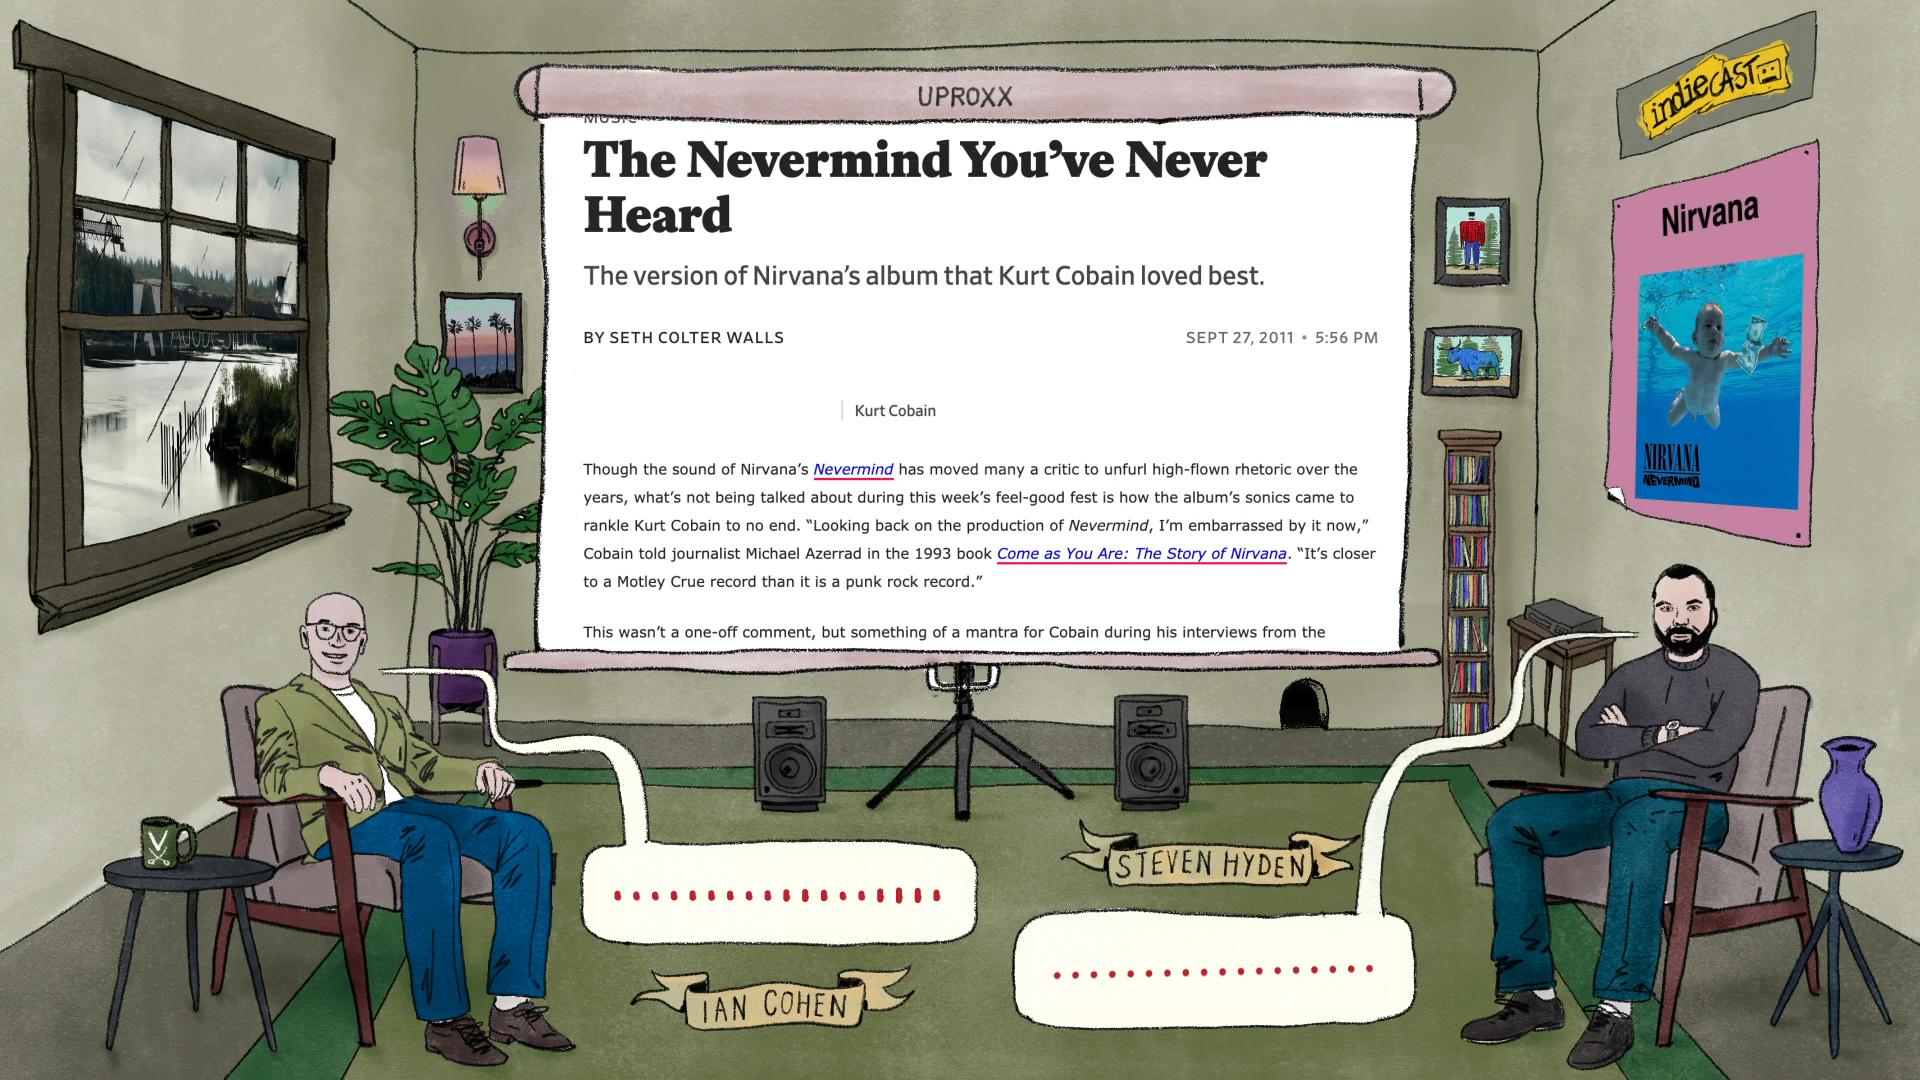 UPROXX
MUSIC
The Nevermind You’ve Never
Heard
The version of Nirvana’s album that Kurt Cobain loved best.
BY SETH COLTER WALLS
SEPT 27, 2011 • 5:56 PM
Kurt Cobain
Though the sound of Nirvana’s Nevermind has moved many a critic to unfurl high-flown rhetoric over the
years, what’s not being talked about during this week’s feel-good fest is how the album’s sonics came to
rankle Kurt Cobain to no end. “Looking back on the production of Nevermind, I’m embarrassed by it now,”
Cobain told journalist Michael Azerrad in the 1993 book Come as You Are: The Story of Nirvana. “It’s closer
to a Motley Crue record than it is a punk rock record.”
This wasn’t a one-off comment, but something of a mantra for Cobain during his interviews from the
indieCAST
Nirvana
NIRVANA
NEVERMIND
STEVEN HYDEN
IAN COHEN